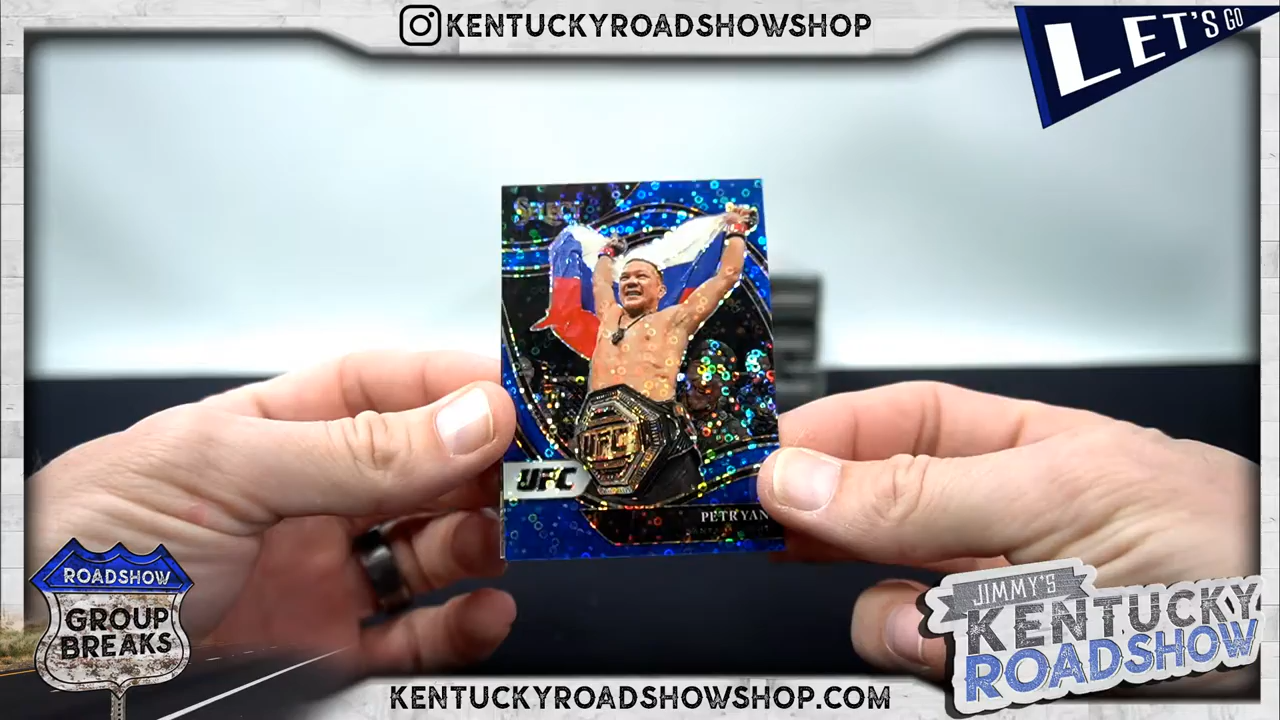 KENTUCKYROADSHOWSHOP
LET'S GO
SELECT
UFC
UFC
PETR YAN
ROADSHOW
GROUP
BREAKS
JIMMY'S
KENTUCKY
ROADSHOW
KENTUCKYROADSHOWSHOP.COM